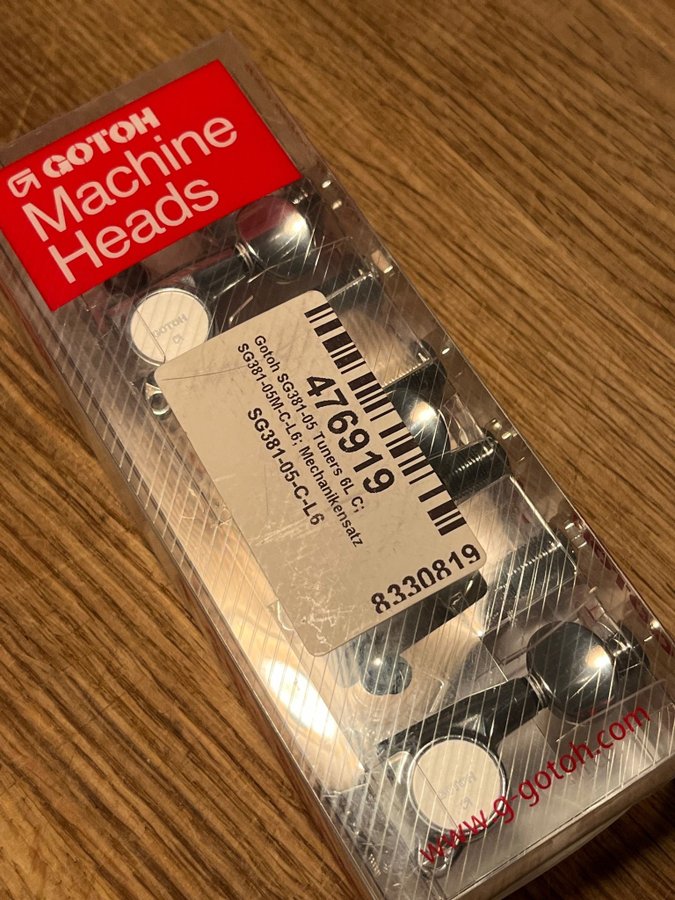 GOTOH
Machine
Heads
GOTOH
476919
Gotoh SG381-05 Tuners 6L C;
SG381-05M-C-L6; Mechanikensatz
SG381-05-C-L6
8330819
GOTOH
www.g-gotoh.com